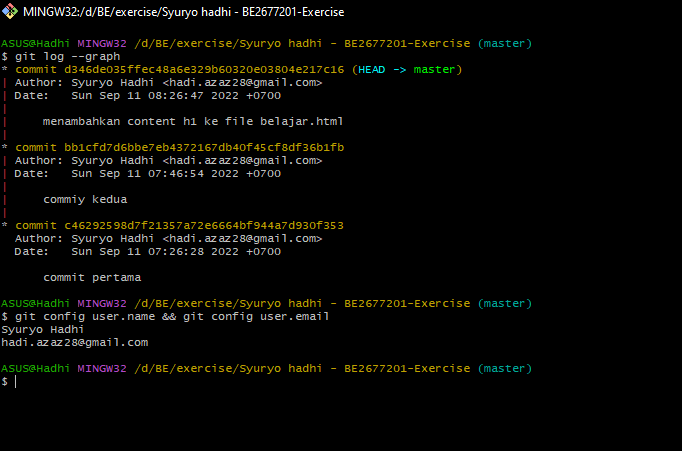 MINGW32:/d/BE/exercise/Syuryo hadhi - BE2677201-Exercise
ASUS@Hadhi MINGW32 /d/BE/exercise/Syuryo hadhi - BE2677201-Exercise (master)
$ git log --graph
* commit d346de035ffec48a6e329b60320e03804e217c16 (HEAD -> master)
| Author: Syuryo Hadhi <hadi.azaz28@gmail.com>
| Date:   Sun Sep 11 08:26:47 2022 +0700
|
|     menambahkan content h1 ke file belajar.html
|
* commit bb1cfd7d6bbe7eb4372167db40f45cf8df36b1fb
| Author: Syuryo Hadhi <hadi.azaz28@gmail.com>
| Date:   Sun Sep 11 07:46:54 2022 +0700
|
|     commiy kedua
|
* commit c46292598d7f21357a72e6664bf944a7d930f353
  Author: Syuryo Hadhi <hadi.azaz28@gmail.com>
  Date:   Sun Sep 11 07:26:28 2022 +0700
      commit pertama
ASUS@Hadhi MINGW32 /d/BE/exercise/Syuryo hadhi - BE2677201-Exercise (master)
$ git config user.name && git config user.email
Syuryo Hadhi
hadi.azaz28@gmail.com
ASUS@Hadhi MINGW32 /d/BE/exercise/Syuryo hadhi - BE2677201-Exercise (master)
$